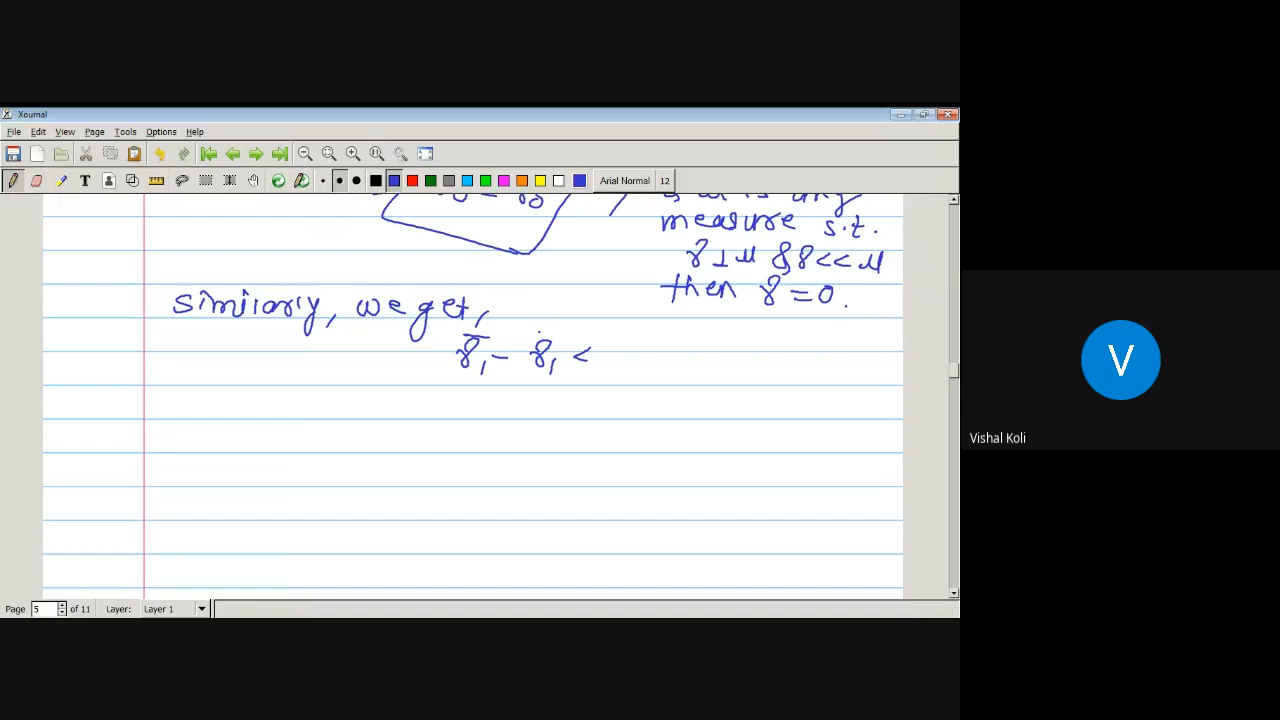 Xournal
File Edit View Page Tools Options Help
Arial Normal 12
measure s.t.
γ ⊥ μ & γ << μ
then γ = 0.
Similarly, we get,
γ̄₁ - γ₁ <
V
Vishal Koli
Page 5 of 11 Layer: Layer 1